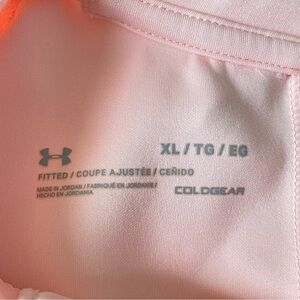 XL / TG / EG
FITTED / COUPE AJUSTÉE / CEÑIDO
MADE IN JORDAN / FABRIQUÉ EN JORDANIE /
HECHO EN JORDANIA
COLDGEAR